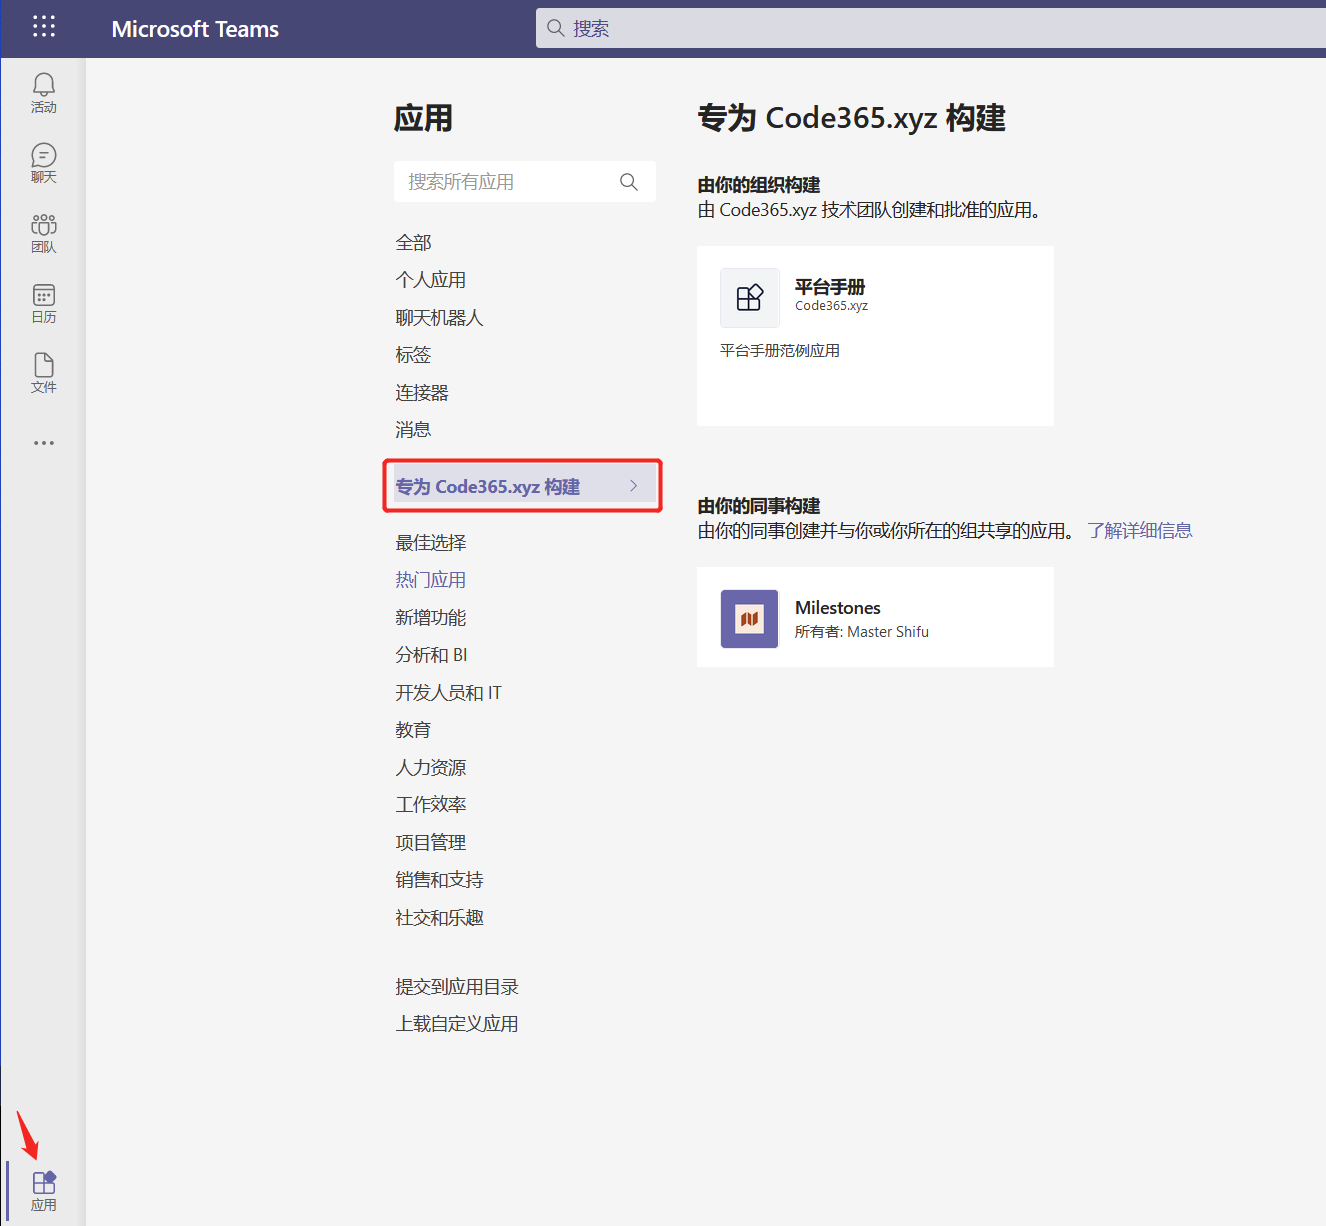 Microsoft Teams
搜索
活动
聊天
团队
日历
文件
应用
应用
搜索所有应用
全部
个人应用
聊天机器人
标签
连接器
消息
专为 Code365.xyz 构建
最佳选择
热门应用
新增功能
分析和 BI
开发人员和 IT
教育
人力资源
工作效率
项目管理
销售和支持
社交和乐趣
提交到应用目录
上载自定义应用
专为 Code365.xyz 构建
由你的组织构建
由 Code365.xyz 技术团队创建和批准的应用。
平台手册
Code365.xyz
平台手册范例应用
由你的同事构建
由你的同事创建并与你或你所在的组共享的应用。 了解详细信息
Milestones
所有者: Master Shifu